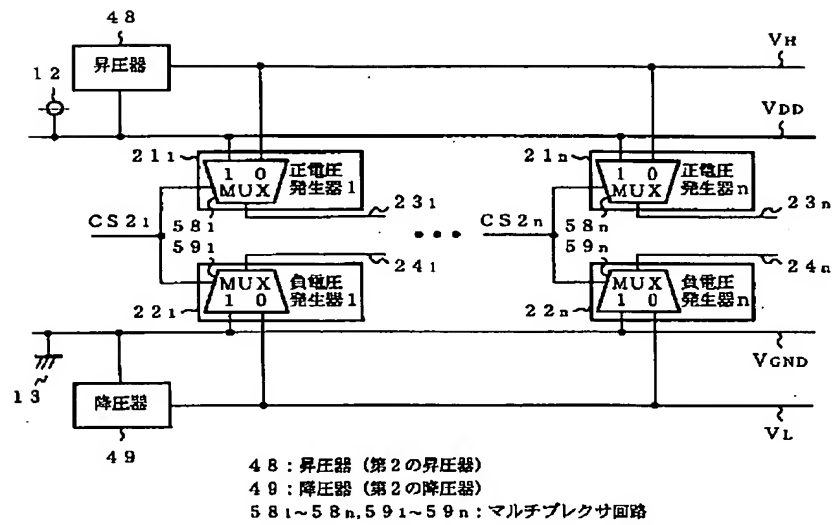 48
昇圧器
12
VH
VDD
211
1 0
MUX
正電圧
発生器1
21n
1 0
MUX
正電圧
発生器n
231
23n
CS21
581
591
CS2n
58n
59n
241
24n
MUX
1 0
負電圧
発生器1
221
MUX
1 0
負電圧
発生器n
22n
13
降圧器
49
VGND
VL
48:昇圧器(第2の昇圧器)
49:降圧器(第2の降圧器)
581~58n,591~59n:マルチプレクサ回路